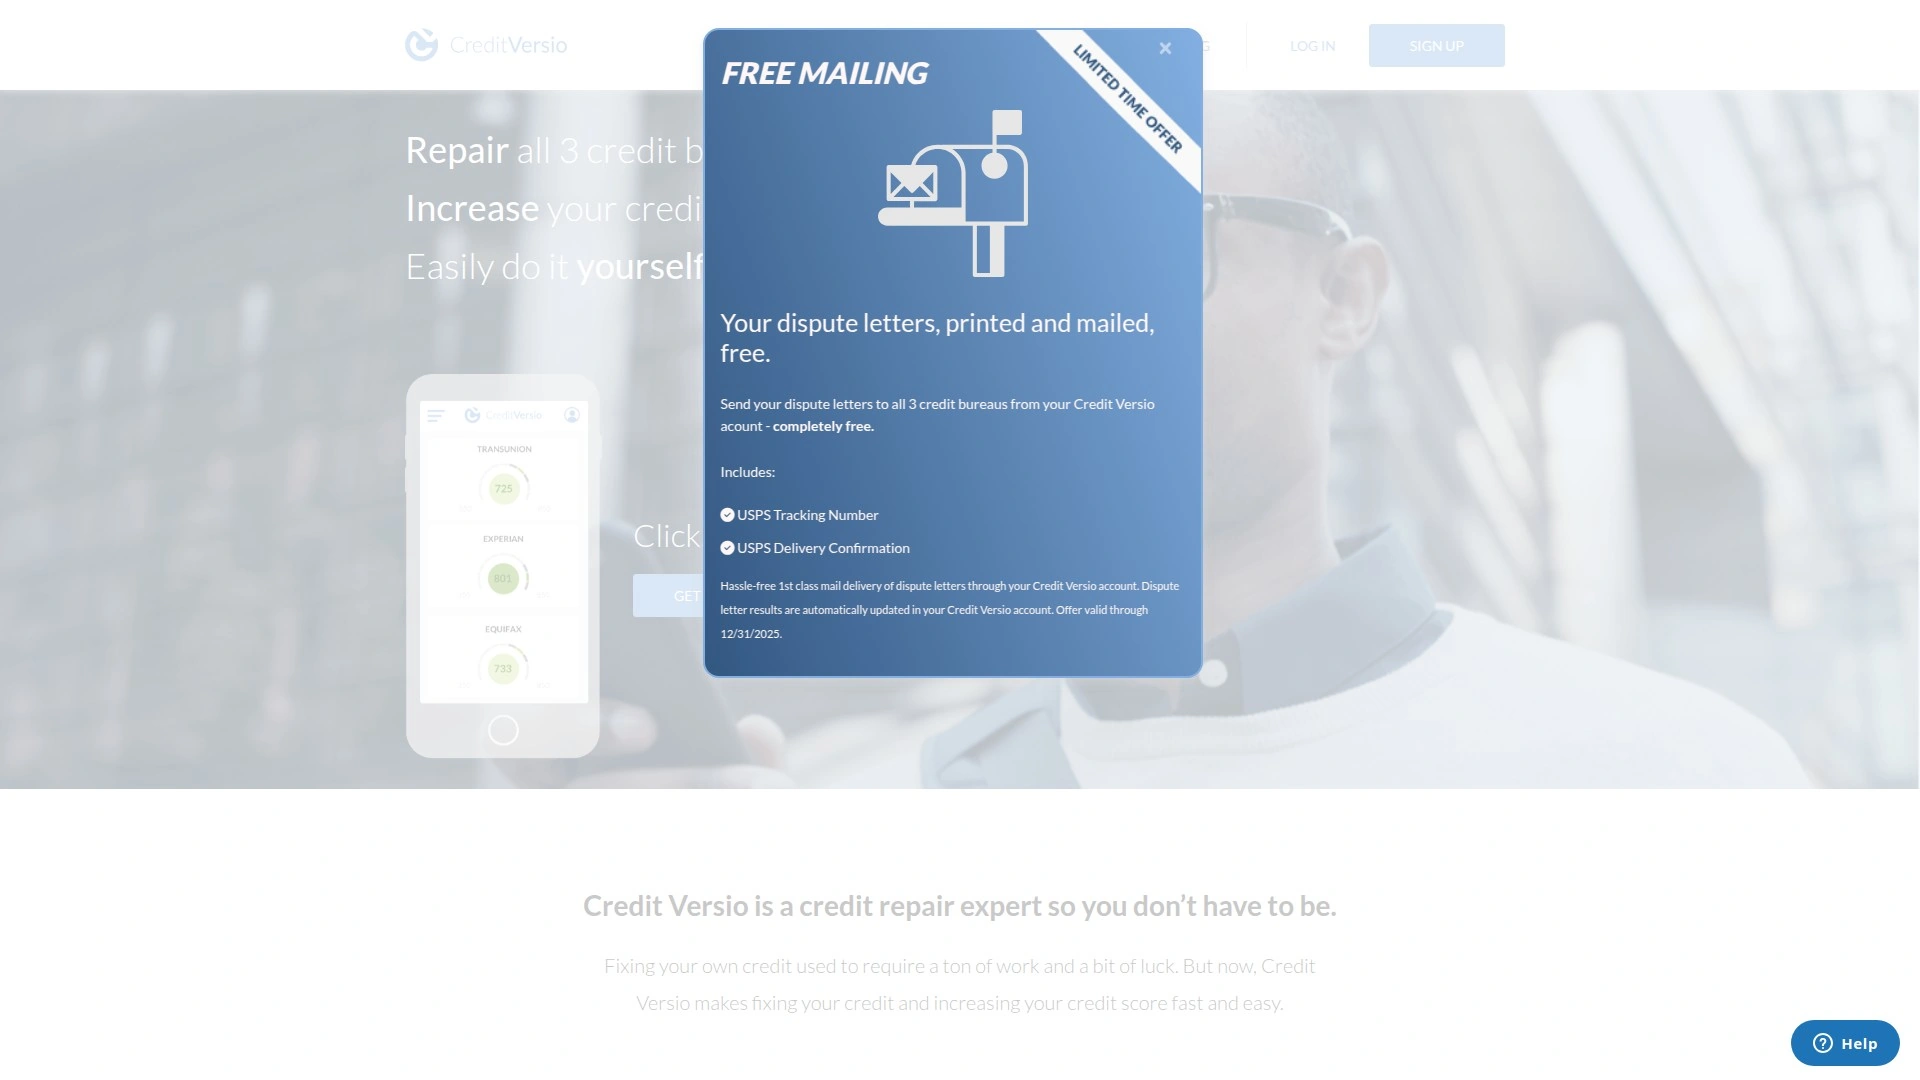 CreditVersio
G
LOG IN
SIGN UP
FREE MAILING
LIMITED TIME OFFER
Repair all 3 credit b
Increase your credi
Easily do it yourself
Your dispute letters, printed and mailed,
free.
Send your dispute letters to all 3 credit bureaus from your Credit Versio
acount - completely free.
Includes:
USPS Tracking Number
USPS Delivery Confirmation
Hassle-free 1st class mail delivery of dispute letters through your Credit Versio account. Dispute
letter results are automatically updated in your Credit Versio account. Offer valid through
12/31/2025.
CreditVersio
TRANSUNION
725
EXPERIAN
801
EQUIFAX
733
Click
GET
Credit Versio is a credit repair expert so you don’t have to be.
Fixing your own credit used to require a ton of work and a bit of luck. But now, Credit
Versio makes fixing your credit and increasing your credit score fast and easy.
Help